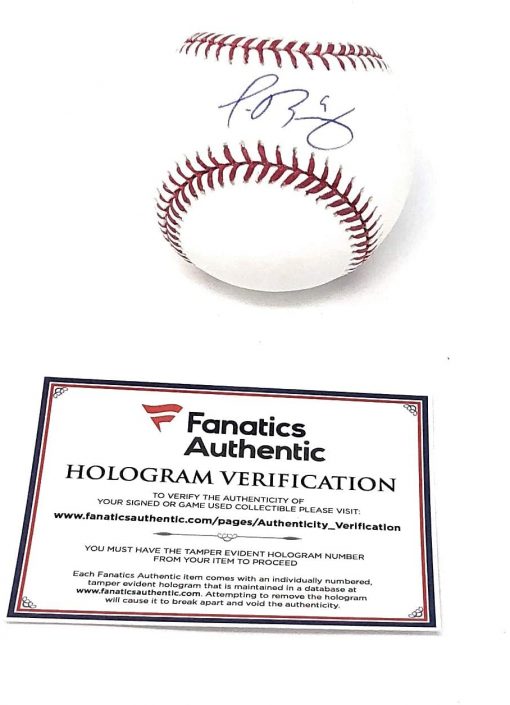 Fanatics
Authentic
HOLOGRAM VERIFICATION
TO VERIFY THE AUTHENTICITY OF
YOUR SIGNED OR GAME USED COLLECTIBLE PLEASE VISIT:
www.fanaticsauthentic.com/pages/Authenticity_Verification
YOU MUST HAVE THE TAMPER EVIDENT HOLOGRAM NUMBER
FROM YOUR ITEM TO PROCEED
Each Fanatics Authentic item comes with an individually numbered,
tamper evident hologram that is maintained in a database at
www.fanaticsauthentic.com. Attempting to remove the hologram
will cause it to break apart and void the authenticity.